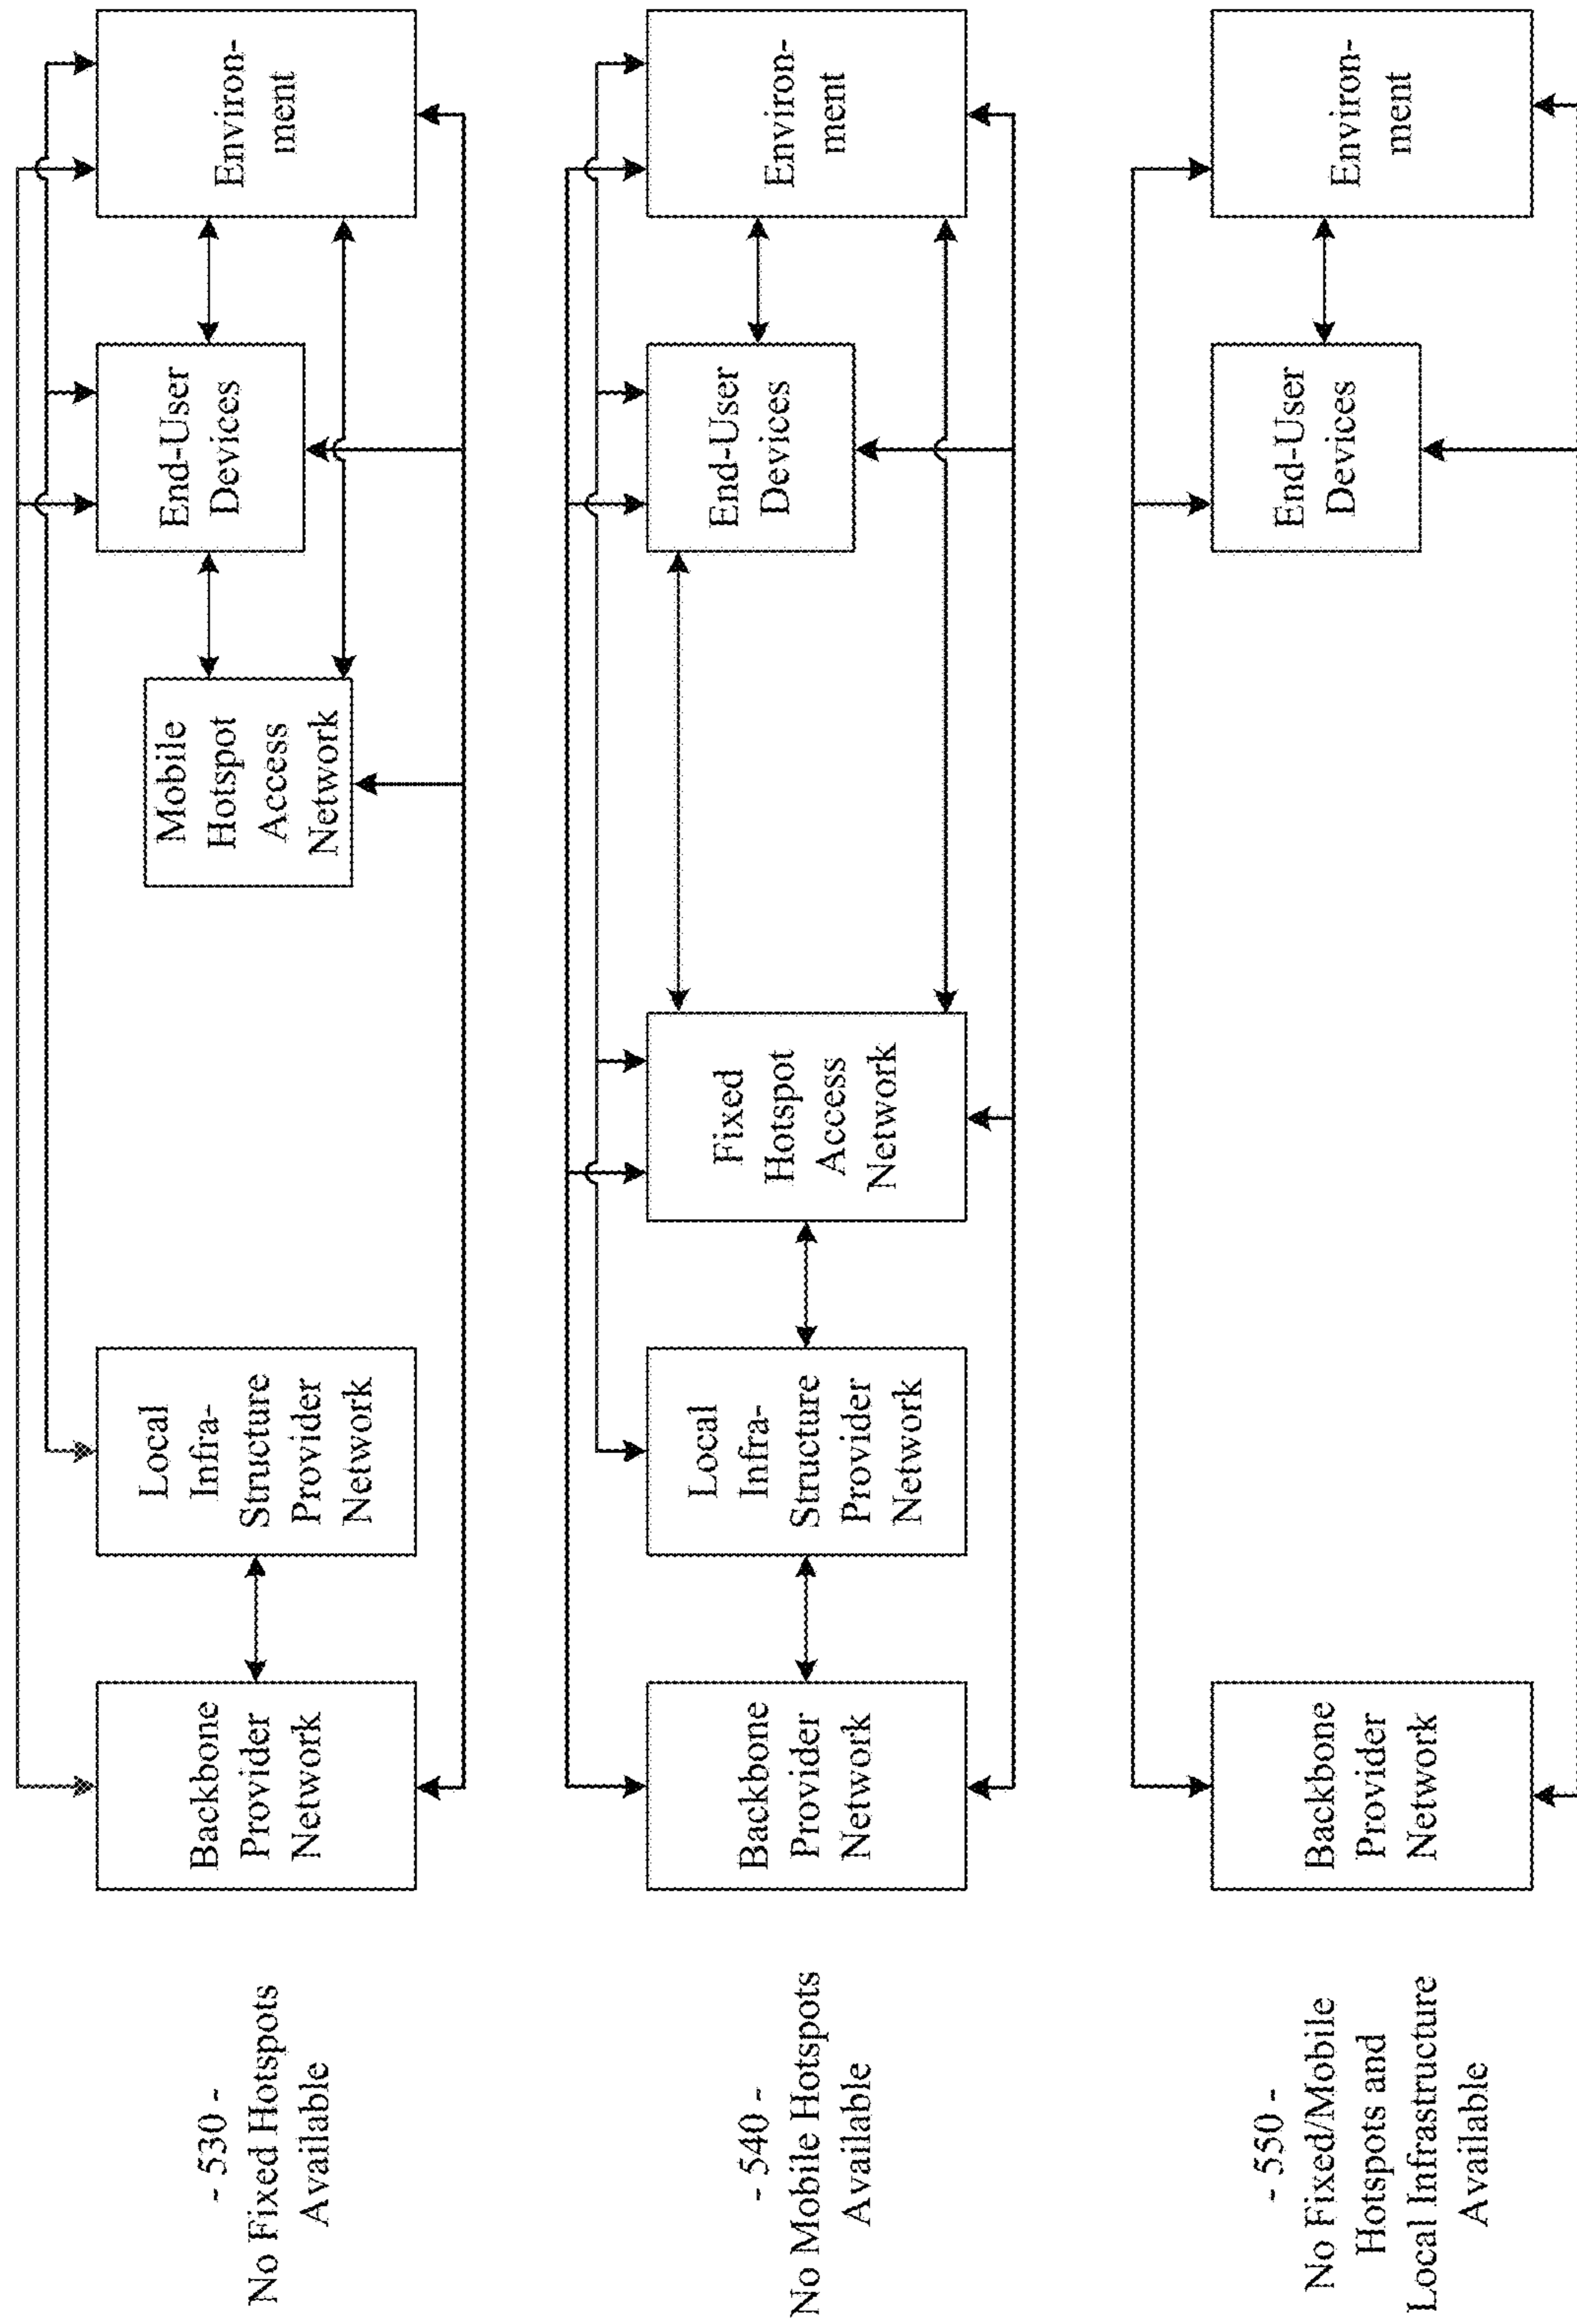 - 530 -
No Fixed Hotspots
Available
Backbone
Provider
Network
Local
Infra-
Structure
Provider
Network
Mobile
Hotspot
Access
Network
End-User
Devices
Environ-
ment
- 540 -
No Mobile Hotspots
Available
Backbone
Provider
Network
Local
Infra-
Structure
Provider
Network
Fixed
Hotspot
Access
Network
End-User
Devices
Environ-
ment
- 550 -
No Fixed/Mobile
Hotspots and
Local Infrastructure
Available
Backbone
Provider
Network
End-User
Devices
Environ-
ment